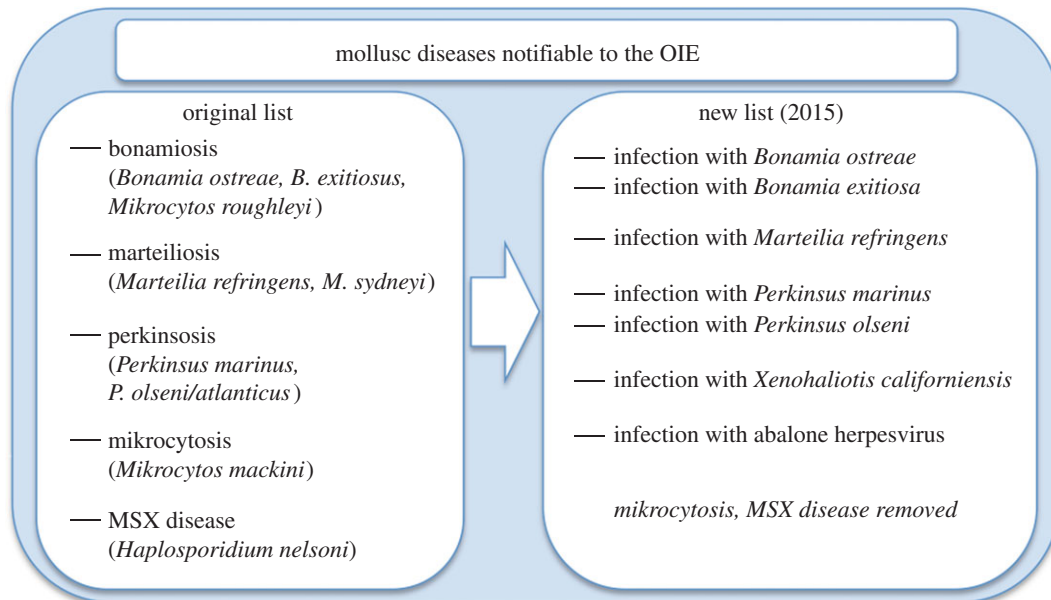 mollusc diseases notifiable to the OIE
original list
bonamiosis
(Bonamia ostreae, B. exitiosus,
Mikrocytos roughleyi)
marteiliosis
(Marteilia refringens, M. sydneyi)
perkinsosis
(Perkinsus marinus,
P. olseni/atlanticus)
mikrocytosis
(Mikrocytos mackini)
MSX disease
(Haplosporidium nelsoni)
new list (2015)
infection with Bonamia ostreae
infection with Bonamia exitiosa
infection with Marteilia refringens
infection with Perkinsus marinus
infection with Perkinsus olseni
infection with Xenohaliotis californiensis
infection with abalone herpesvirus
mikrocytosis, MSX disease removed